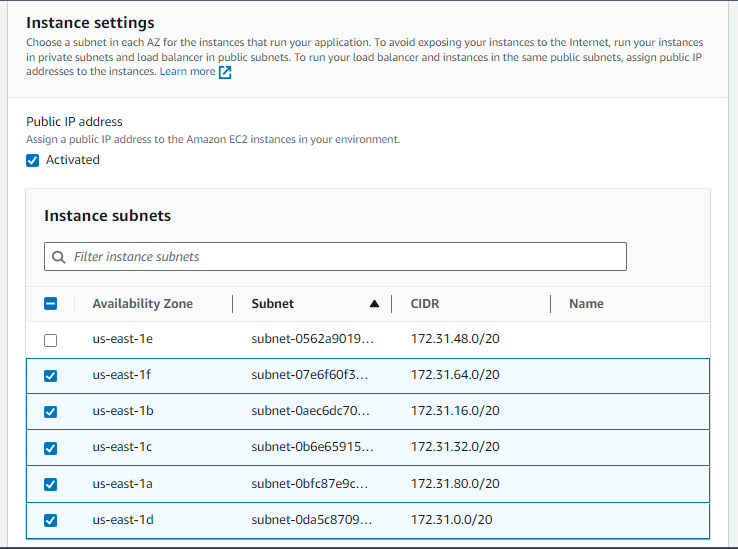 Instance settings
Choose a subnet in each AZ for the instances that run your application. To avoid exposing your instances to the Internet, run your instances
in private subnets and load balancer in public subnets. To run your load balancer and instances in the same public subnets, assign public IP
addresses to the instances. Learn more
Public IP address
Assign a public IP address to the Amazon EC2 instances in your environment.
Activated
Instance subnets
Filter instance subnets
Availability Zone Subnet CIDR Name
us-east-1e subnet-0562a9019... 172.31.48.0/20
us-east-1f subnet-07e6f60f3... 172.31.64.0/20
us-east-1b subnet-0aec6dc70... 172.31.16.0/20
us-east-1c subnet-0b6e65915... 172.31.32.0/20
us-east-1a subnet-0bfc87e9c... 172.31.80.0/20
us-east-1d subnet-0da5c8709... 172.31.0.0/20